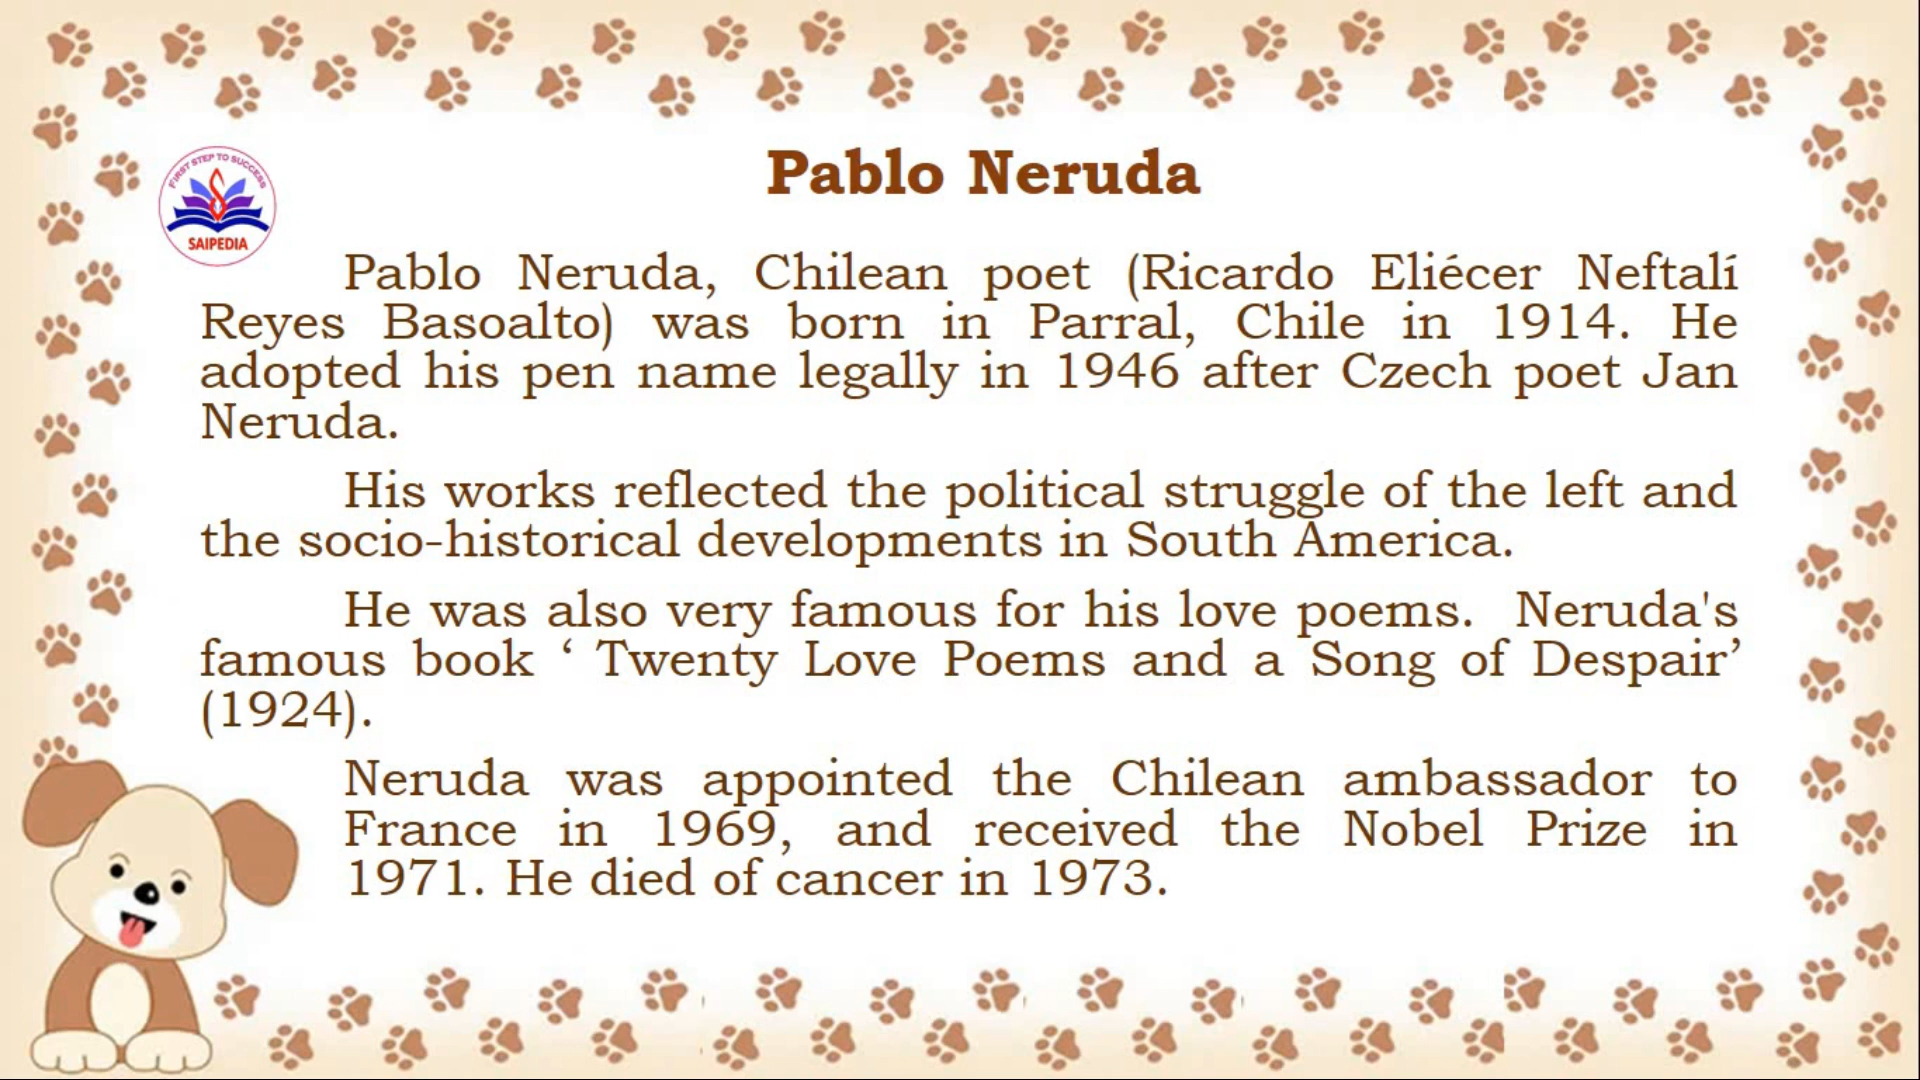 FIRST STEP TO SUCCESS
SAIPEDIA
Pablo Neruda
Pablo Neruda, Chilean poet (Ricardo Eliécer Neftalí
Reyes Basoalto) was born in Parral, Chile in 1914. He
adopted his pen name legally in 1946 after Czech poet Jan
Neruda.
His works reflected the political struggle of the left and
the socio-historical developments in South America.
He was also very famous for his love poems.  Neruda's
famous book ‘ Twenty Love Poems and a Song of Despair’
(1924).
Neruda was appointed the Chilean ambassador to
France in 1969, and received the Nobel Prize in
1971. He died of cancer in 1973.